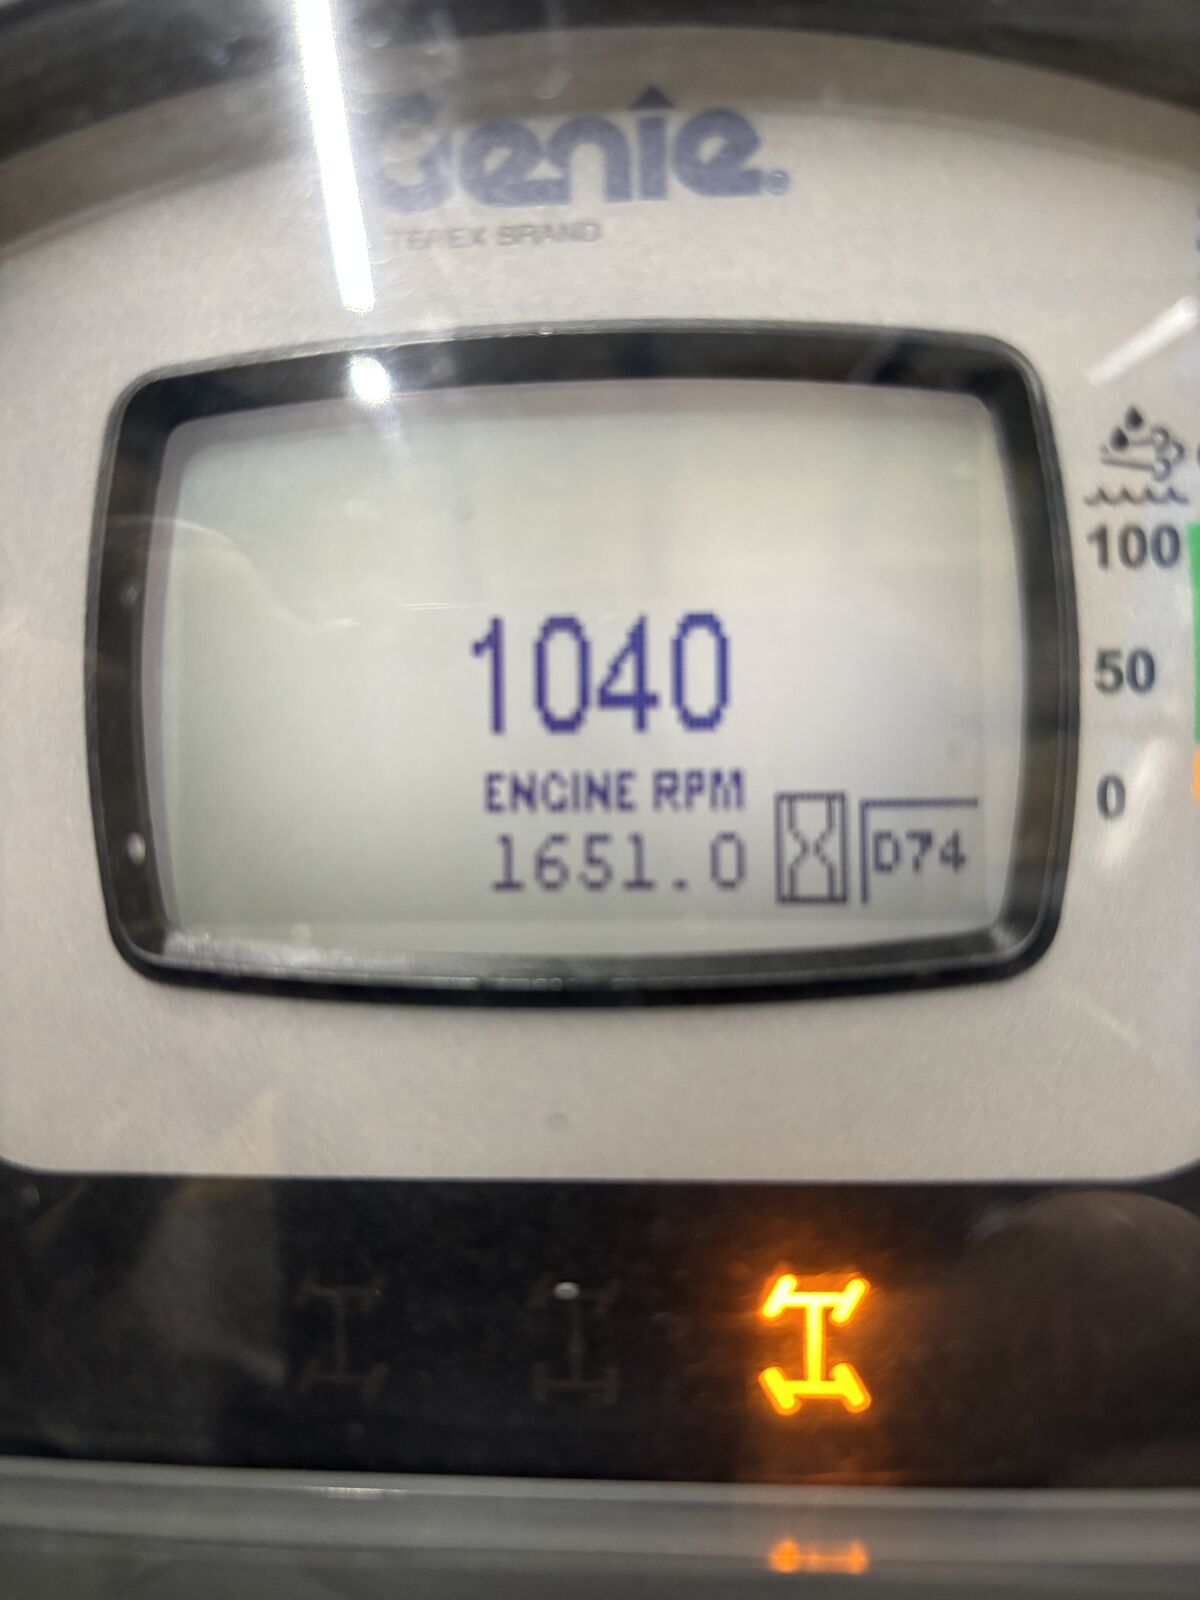 Genie
TEREX BRAND
1040
ENGINE RPM
1651.0
D74
100
50
0